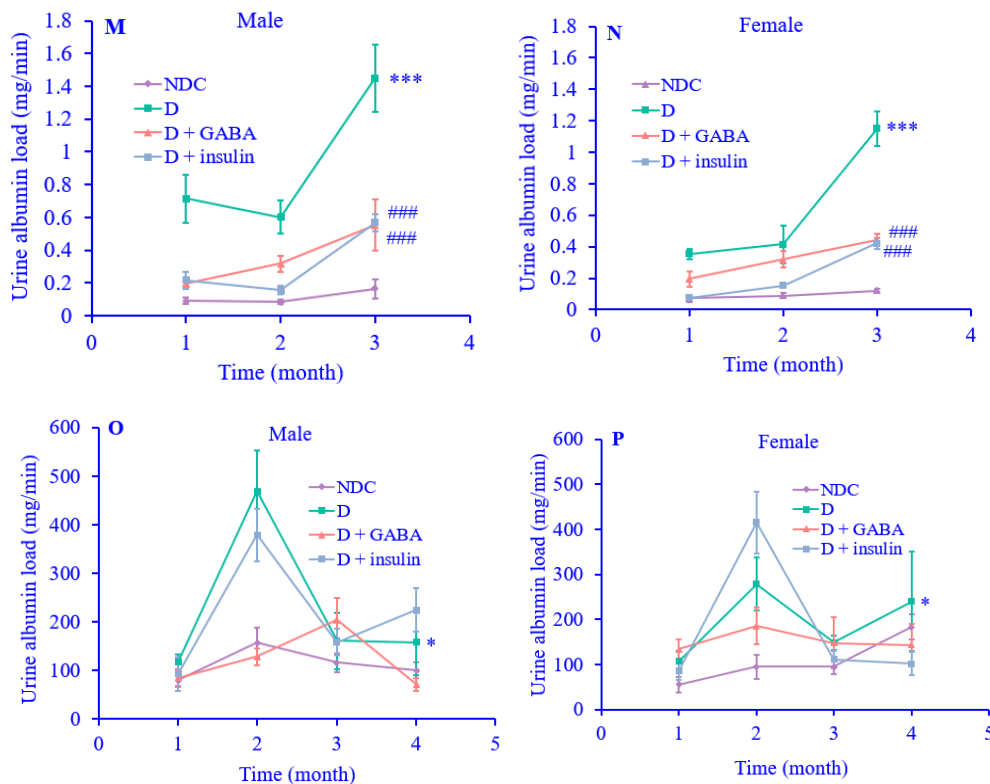 M
Male
Urine albumin load (mg/min)
1.8
1.6
1.4
1.2
1
0.8
0.6
0.4
0.2
0
NDC
D
D + GABA
D + insulin
***
###
###
0
1
2
3
4
Time (month)
N
Female
Urine albumin load (mg/min)
1.8
1.6
1.4
1.2
1
0.8
0.6
0.4
0.2
0
NDC
D
D + GABA
D + insulin
***
###
###
0
1
2
3
4
Time (month)
O
Male
Urine albumin load (mg/min)
600
500
400
300
200
100
0
NDC
D
D + GABA
D + insulin
*
0
1
2
3
4
5
Time (month)
P
Female
Urine albumin load (mg/min)
600
500
400
300
200
100
0
NDC
D
D + GABA
D + insulin
*
0
1
2
3
4
5
Time (month)